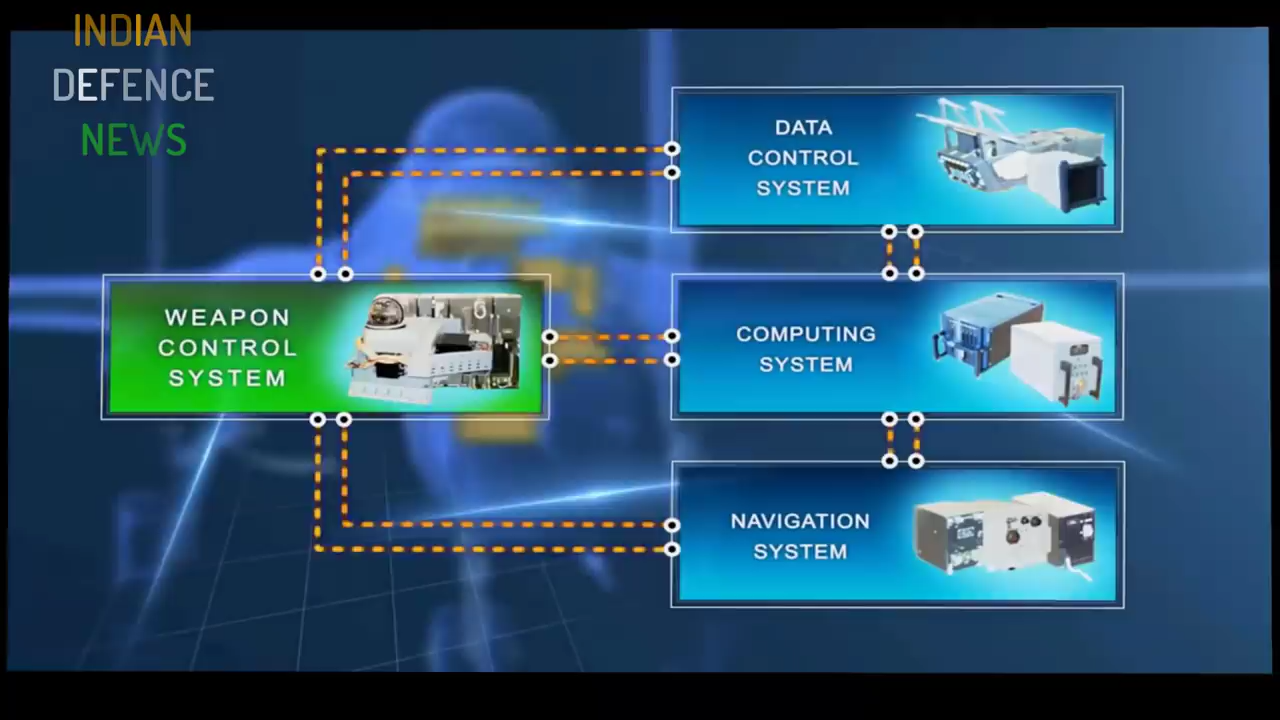 INDIAN
DEFENCE
NEWS
DATA
CONTROL
SYSTEM
WEAPON
CONTROL
SYSTEM
COMPUTING
SYSTEM
NAVIGATION
SYSTEM